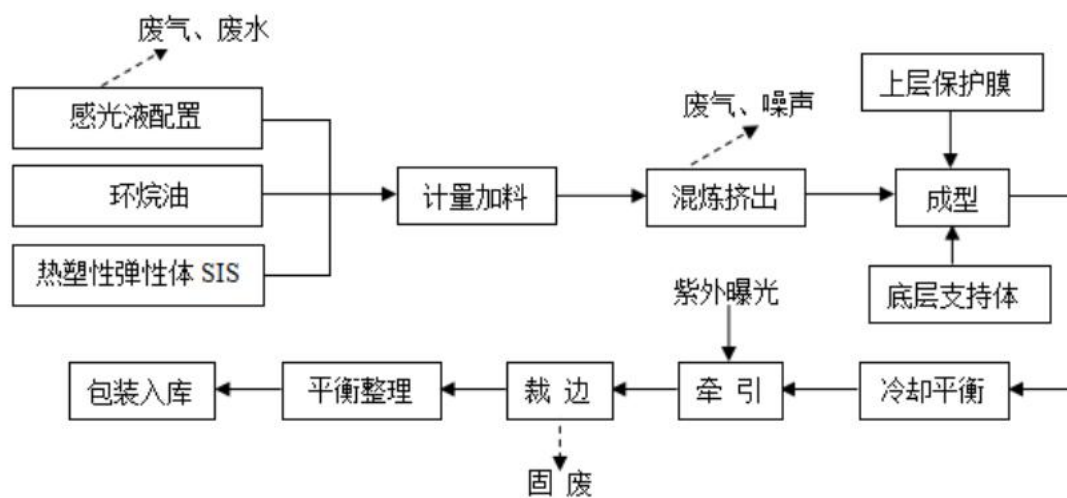 废气、废水
感光液配置
环烷油
热塑性弹性体 SIS
计量加料
废气、噪声
混炼挤出
上层保护膜
成型
底层支持体
紫外曝光
包装入库
平衡整理
裁 边
牵 引
冷却平衡
固 废